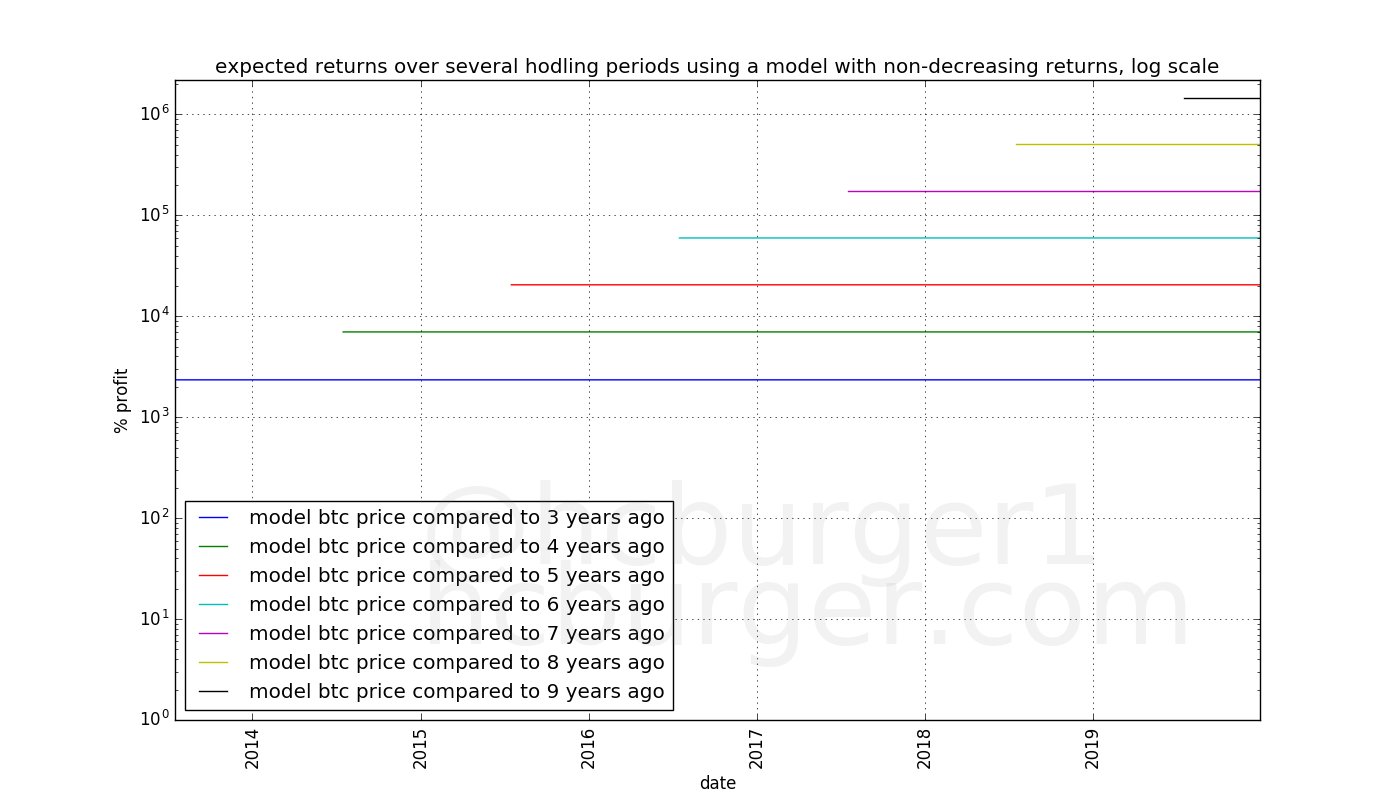 expected returns over several hodling periods using a model with non-decreasing returns, log scale
10^6
10^5
10^4
10^3
10^2
10^1
10^0
% profit
@hcburger1
hcburger.com
model btc price compared to 3 years ago
model btc price compared to 4 years ago
model btc price compared to 5 years ago
model btc price compared to 6 years ago
model btc price compared to 7 years ago
model btc price compared to 8 years ago
model btc price compared to 9 years ago
2014
2015
2016
2017
2018
2019
date